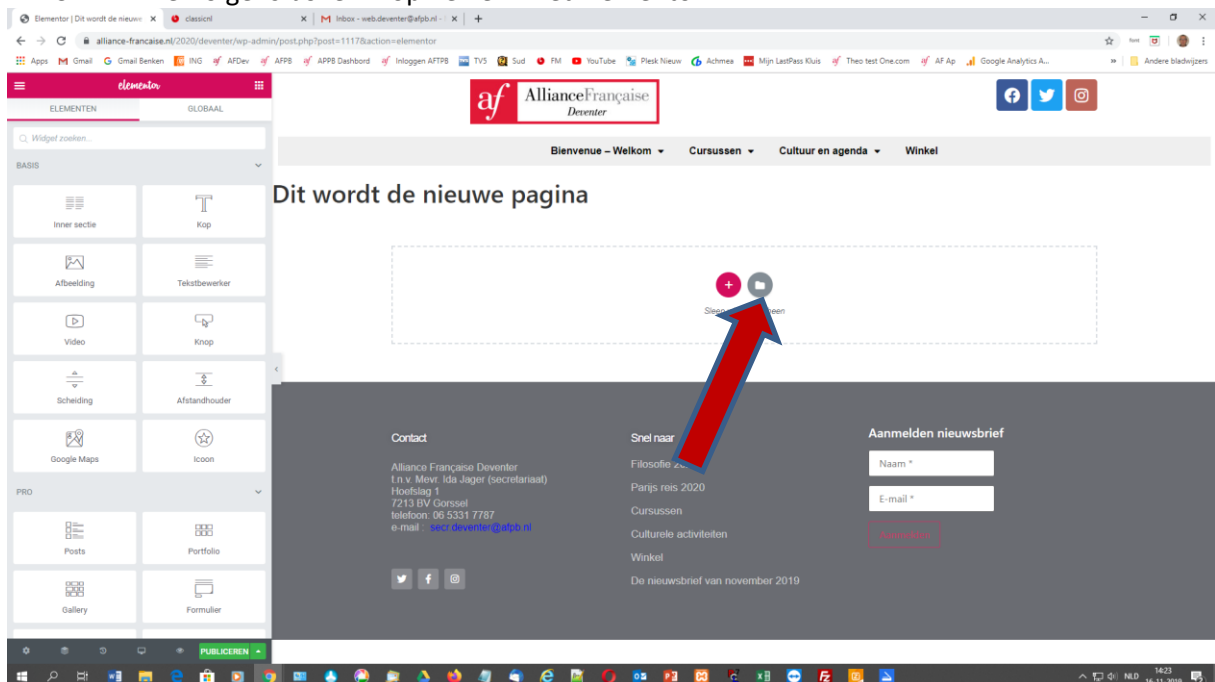 Elementor | Dit wordt de nieuwe
classicnl
Inbox - web.deventer@afpb.nl -
alliance-francaise.nl/2020/deventer/wp-admin/post.php?post=1117&action=elementor
Apps
Gmail
Gmail Benken
ING
AFDev
AFPB
APPB Dashbord
Inloggen AFTPB
TV5
Sud
FM
YouTube
Plesk Nieuw
Achmea
Mijn LastPass Kluis
Theo test One.com
AF Ap
Google Analytics A...
»
Andere bladwijzers
elementor
ELEMENTEN
GLOBAAL
Widget zoeken...
BASIS
Inner sectie
Kop
Afbeelding
Tekstbewerker
Video
Knop
Scheiding
Afstandhouder
Google Maps
Icoon
PRO
Posts
Portfolio
Gallery
Formulier
PUBLICEREN
af AllianceFrançaise
Deventer
Bienvenue – Welkom
Cursussen
Cultuur en agenda
Winkel
Dit wordt de nieuwe pagina
Contact
Alliance Française Deventer
t.n.v. Mevr. Ida Jager (secretariaat)
Hoefslag 1
7213 BV Gorssel
telefoon: 06 5331 7787
e-mail : secr.deventer@afpb.nl
Snel naar
Filosofie
Parijs reis 2020
Cursussen
Culturele activiteiten
Winkel
De nieuwsbrief van november 2019
Aanmelden nieuwsbrief
Naam *
E-mail *
NLD
14:23
16-11-2019